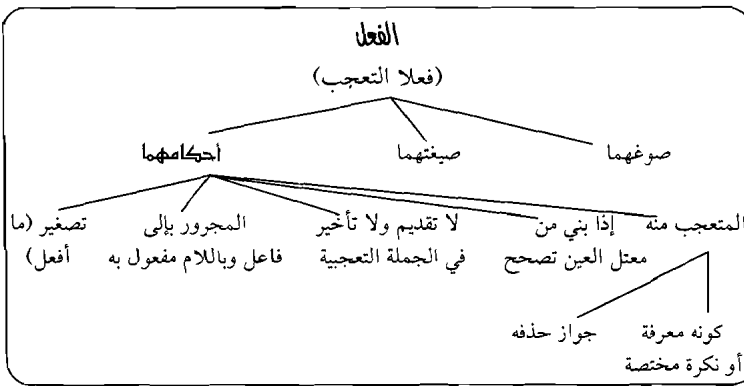 الفعل
(فعلا التعجب)
صوغهما
صيغتهما
أحكامهما
المتعجب منه
إذا بني من
معتل العين تصحح
لا تقديم ولا تأخير
في الجملة التعجبية
المجرور بإلى
فاعل وباللام مفعول به
تصغير (ما
أفعل)
كونه معرفة
أو نكرة مختصة
جواز حذفه